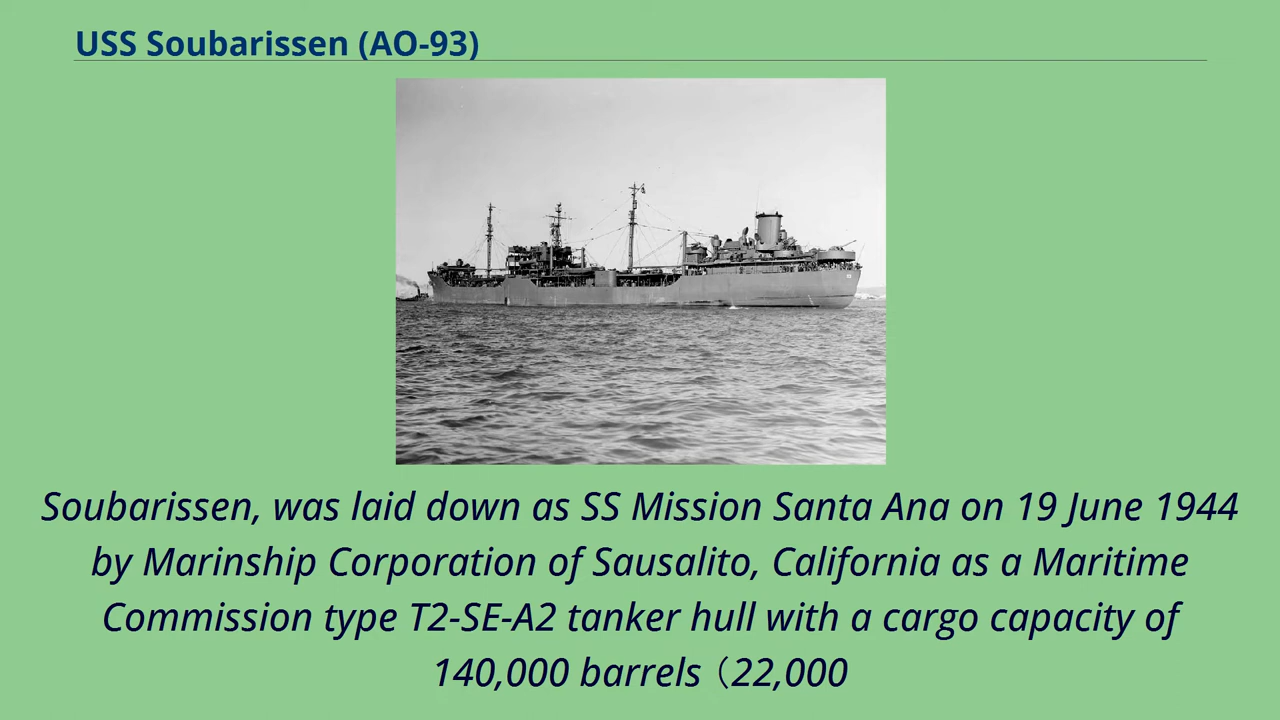 USS Soubarissen (AO-93)
Soubarissen, was laid down as SS Mission Santa Ana on 19 June 1944
by Marinship Corporation of Sausalito, California as a Maritime
Commission type T2-SE-A2 tanker hull with a cargo capacity of
140,000 barrels（22,000